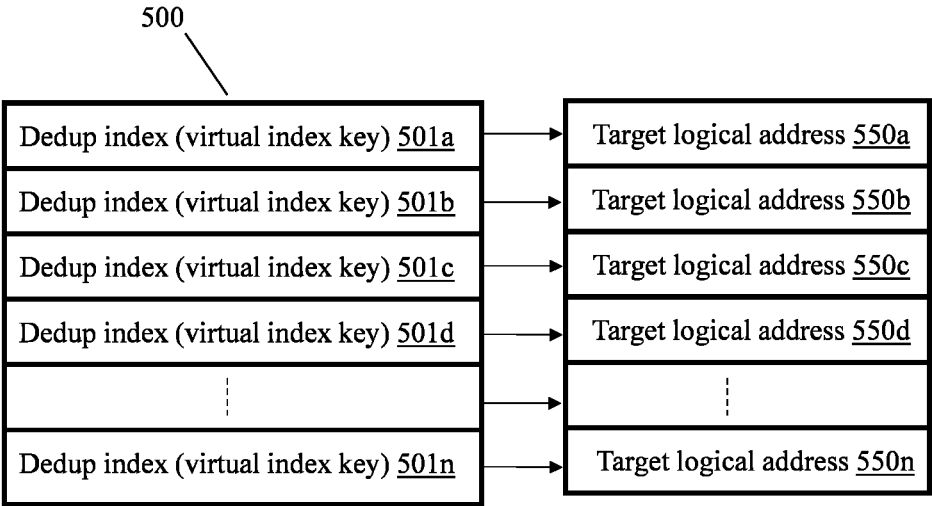 500
Dedup index (virtual index key) 501a
Target logical address 550a
Dedup index (virtual index key) 501b
Target logical address 550b
Dedup index (virtual index key) 501c
Target logical address 550c
Dedup index (virtual index key) 501d
Target logical address 550d
Dedup index (virtual index key) 501n
Target logical address 550n